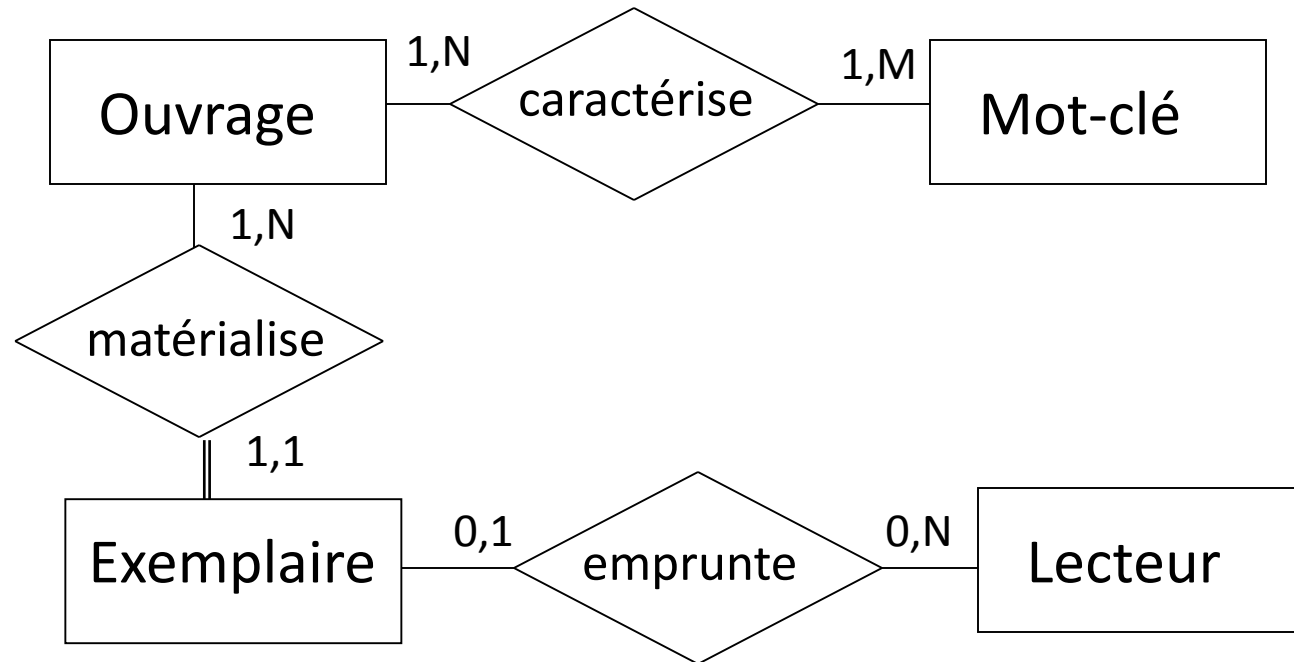 1,N
1,M
Ouvrage
caractérise
Mot-clé
1,N
matérialise
1,1
Exemplaire
0,1
emprunte
0,N
Lecteur